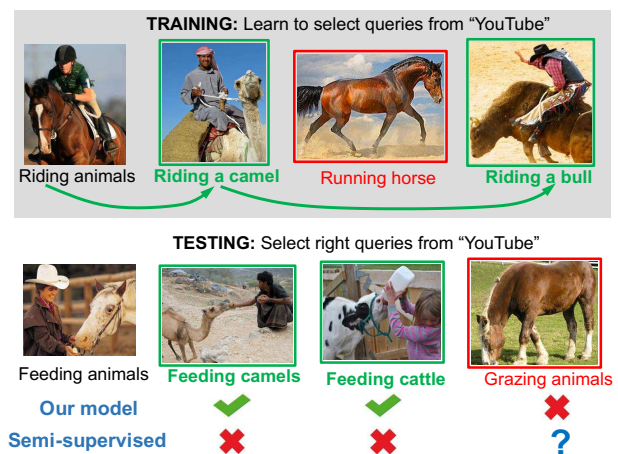 TRAINING: Learn to select queries from “YouTube”
Riding animals
Riding a camel
Running horse
Riding a bull
TESTING: Select right queries from “YouTube”
Feeding animals
Feeding camels
Feeding cattle
Grazing animals
Our model
Semi-supervised
?